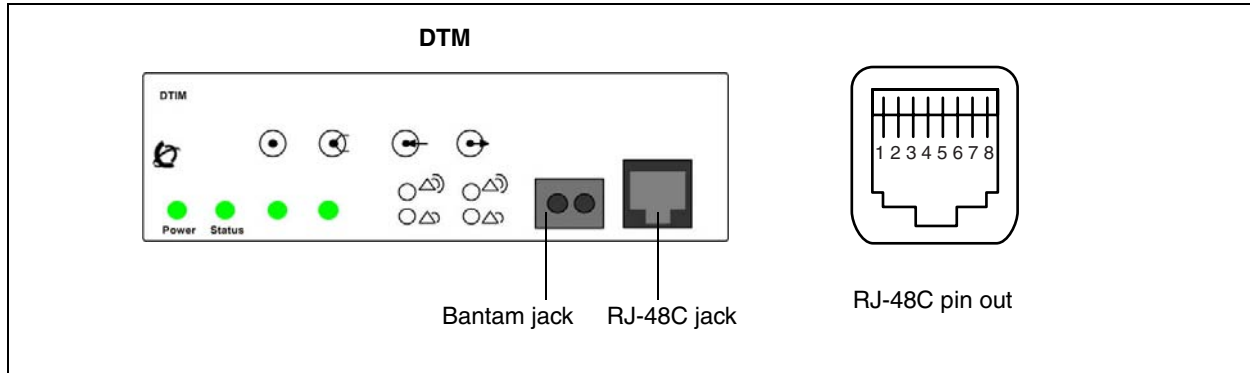 DTM
DTIM
1 2 3 4 5 6 7 8
Power Status
Bantam jack RJ-48C jack
RJ-48C pin out